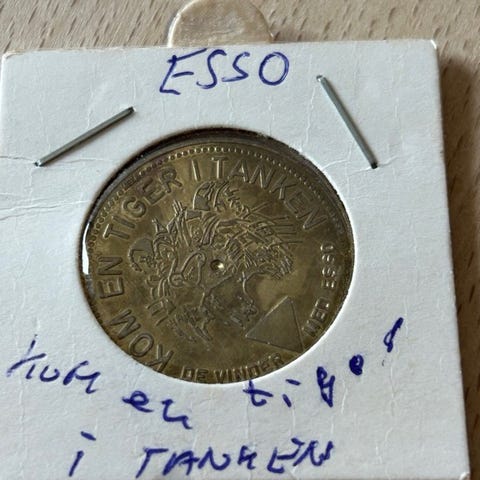 ESSO
KOM EN TIGER I TANKEN
DE VINDER MED ESSO
kom en tiger
i TANKEN